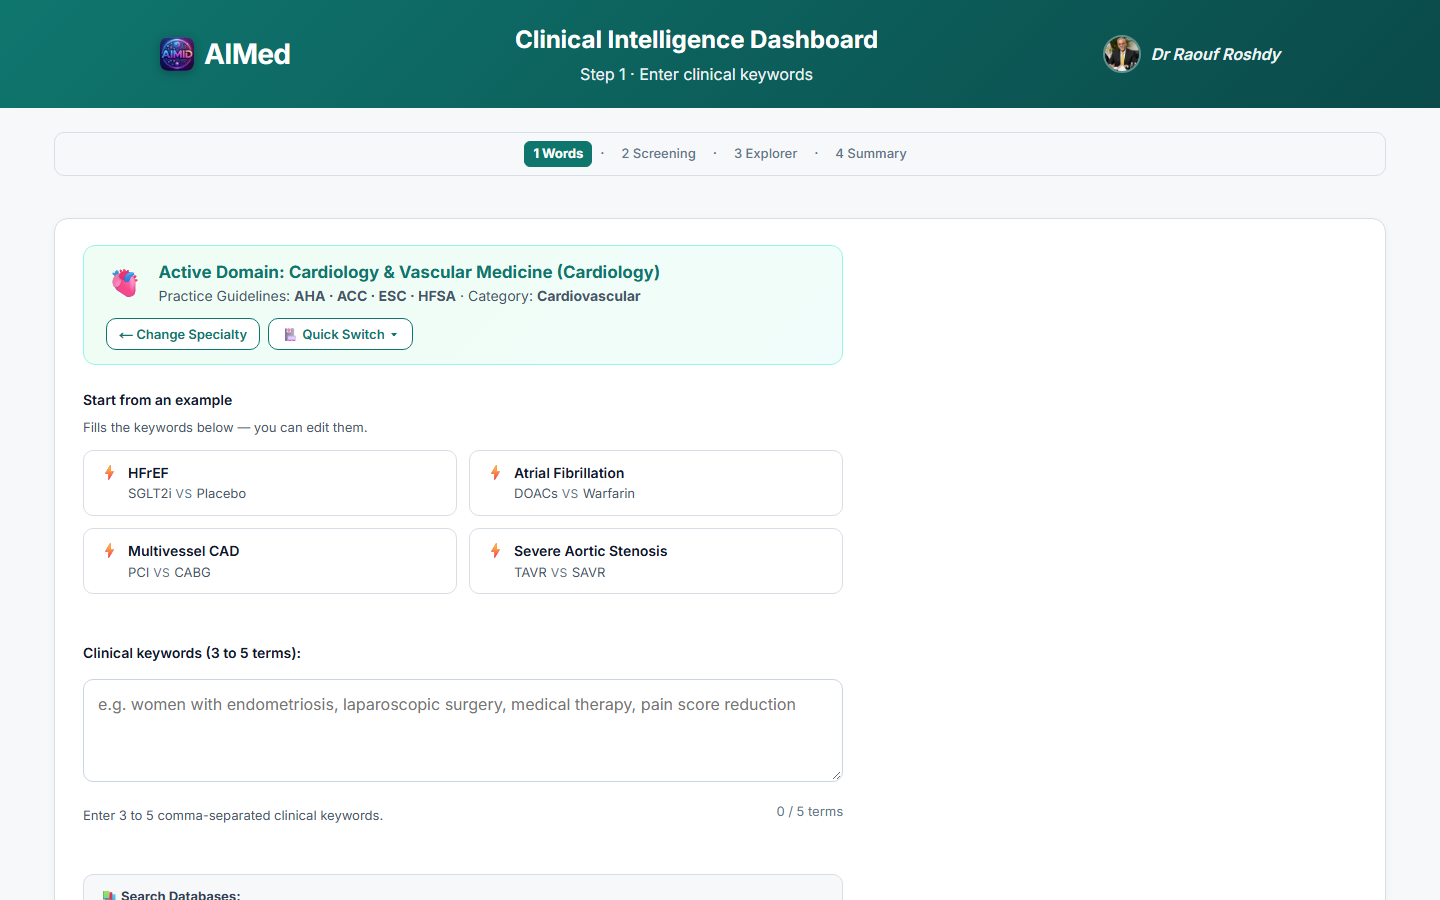 AIMID
AIMed
Clinical Intelligence Dashboard
Step 1 · Enter clinical keywords
Dr Raouf Roshdy
1 Words · 2 Screening · 3 Explorer · 4 Summary
Active Domain: Cardiology & Vascular Medicine (Cardiology)
Practice Guidelines: AHA · ACC · ESC · HFSA · Category: Cardiovascular
← Change Specialty
Quick Switch
Start from an example
Fills the keywords below — you can edit them.
HFrEF
SGLT2i VS Placebo
Atrial Fibrillation
DOACs VS Warfarin
Multivessel CAD
PCI VS CABG
Severe Aortic Stenosis
TAVR VS SAVR
Clinical keywords (3 to 5 terms):
e.g. women with endometriosis, laparoscopic surgery, medical therapy, pain score reduction
Enter 3 to 5 comma-separated clinical keywords.
0 / 5 terms
Search Databases: